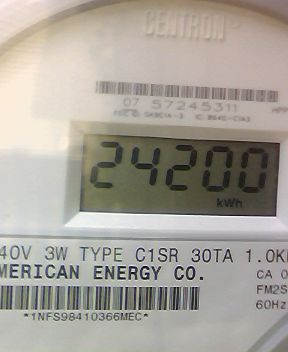 CENTRON
07 57245311
24200
kWh
40V 3W TYPE C1SR 30TA 1.0K
MERICAN ENERGY CO.
CA 0
FM2S
60Hz
*1NFS98410366MEC*